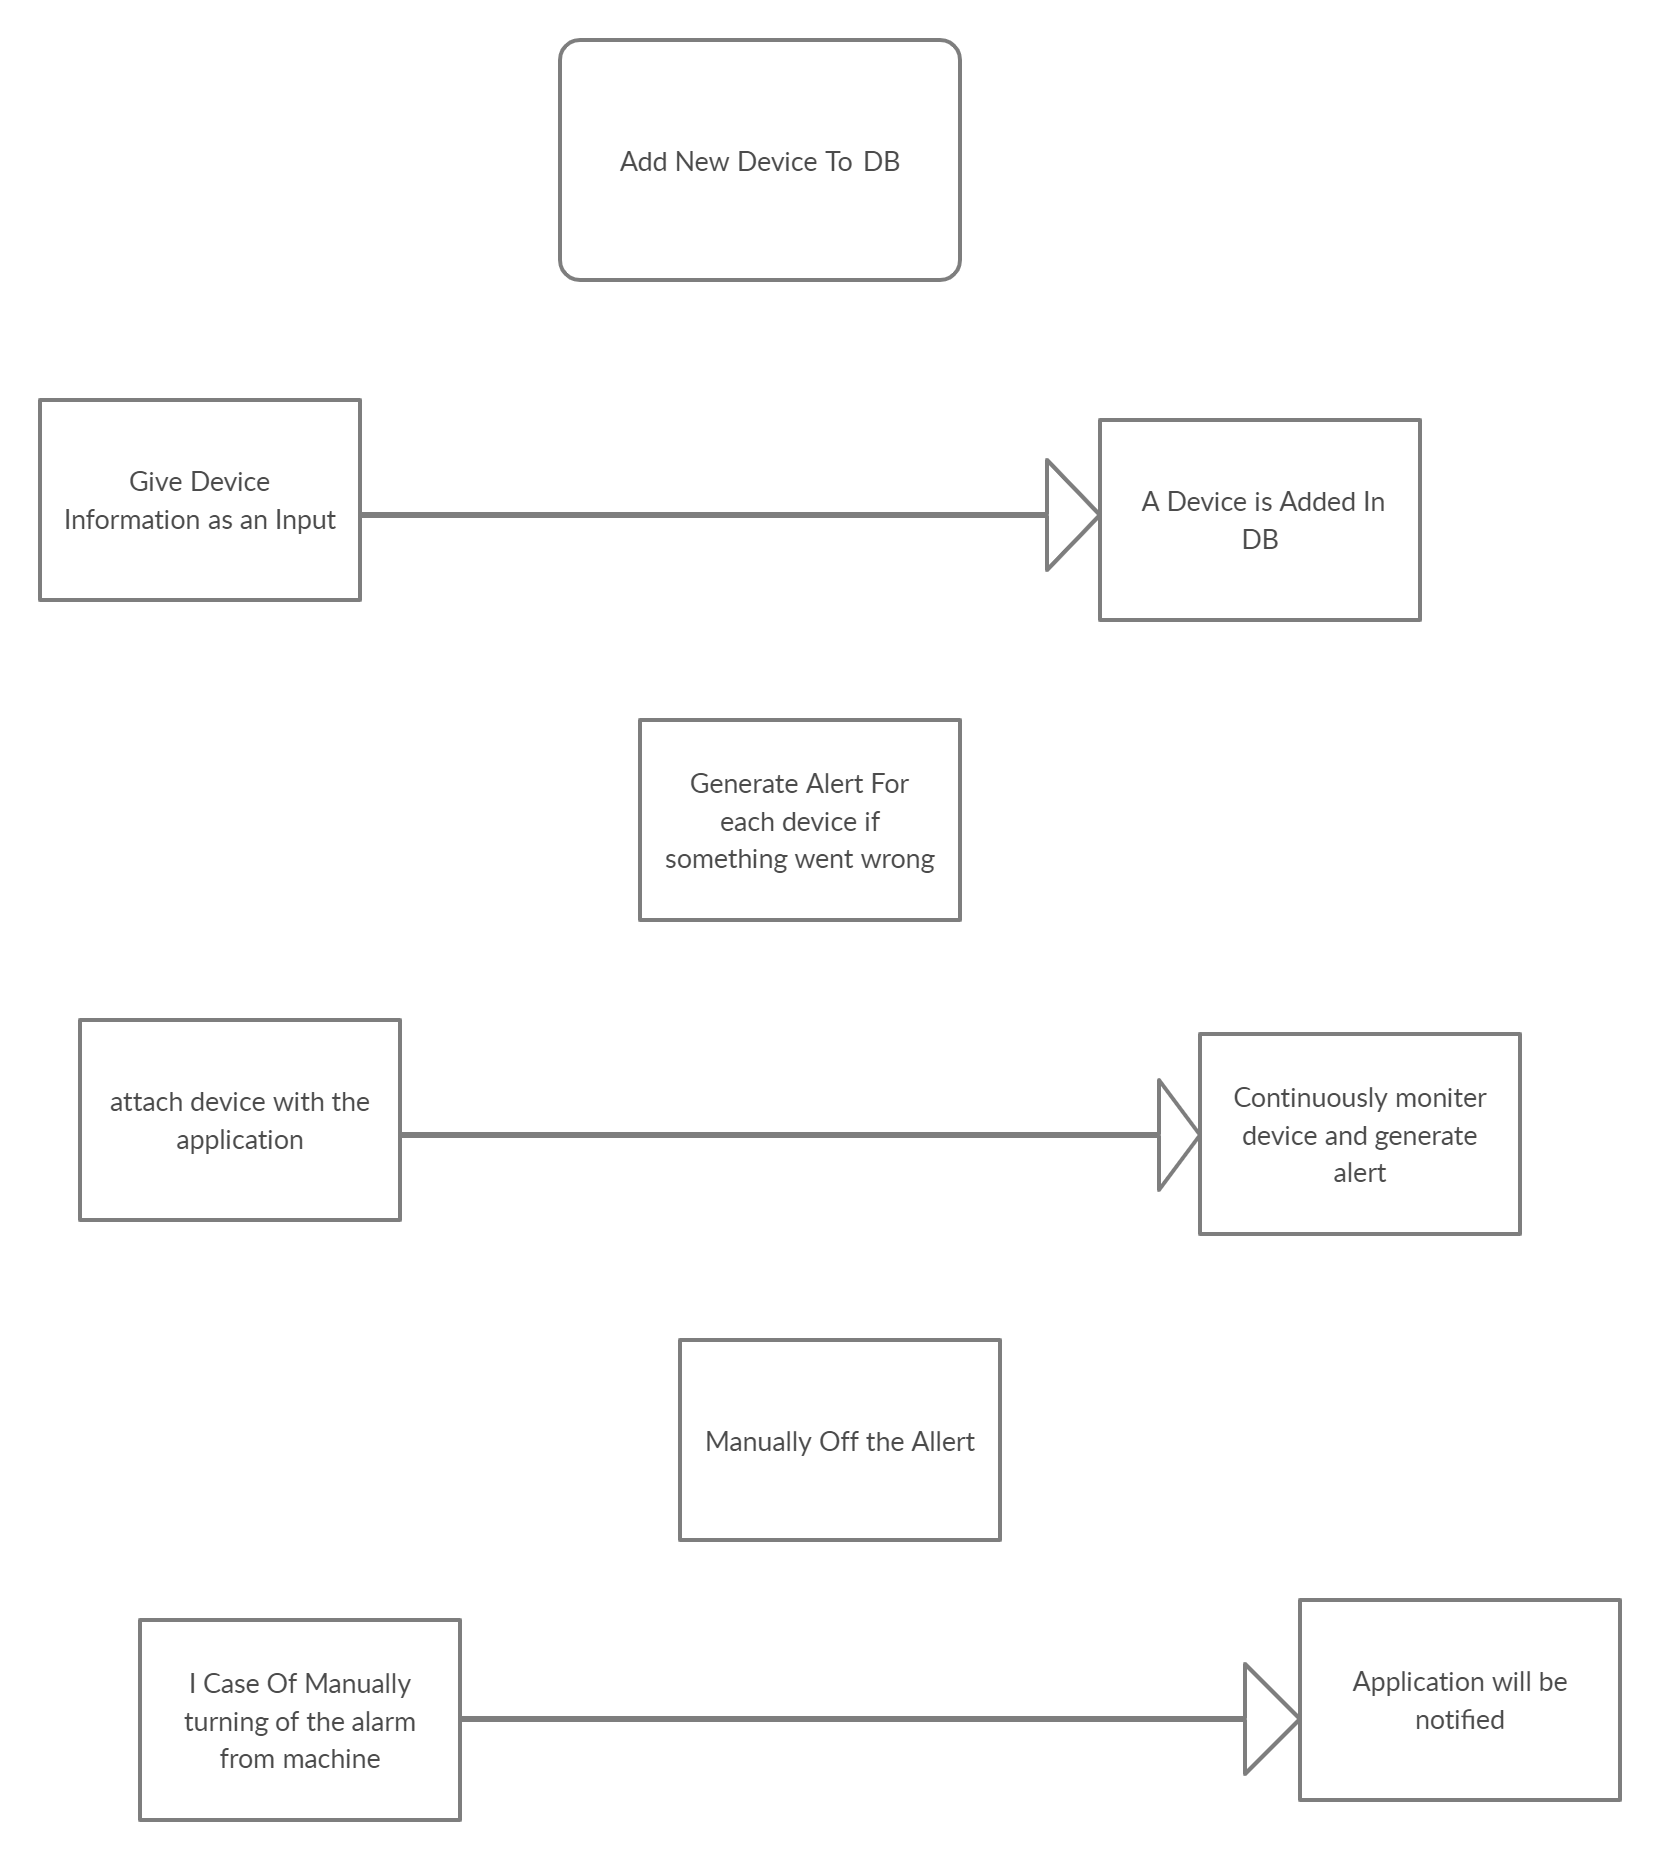 Add New Device To DB
Give Device
Information as an Input
A Device is Added In
DB
Generate Alert For
each device if
something went wrong
attach device with the
application
Continuously moniter
device and generate
alert
Manually Off the Allert
I Case Of Manually
turning of the alarm
from machine
Application will be
notified